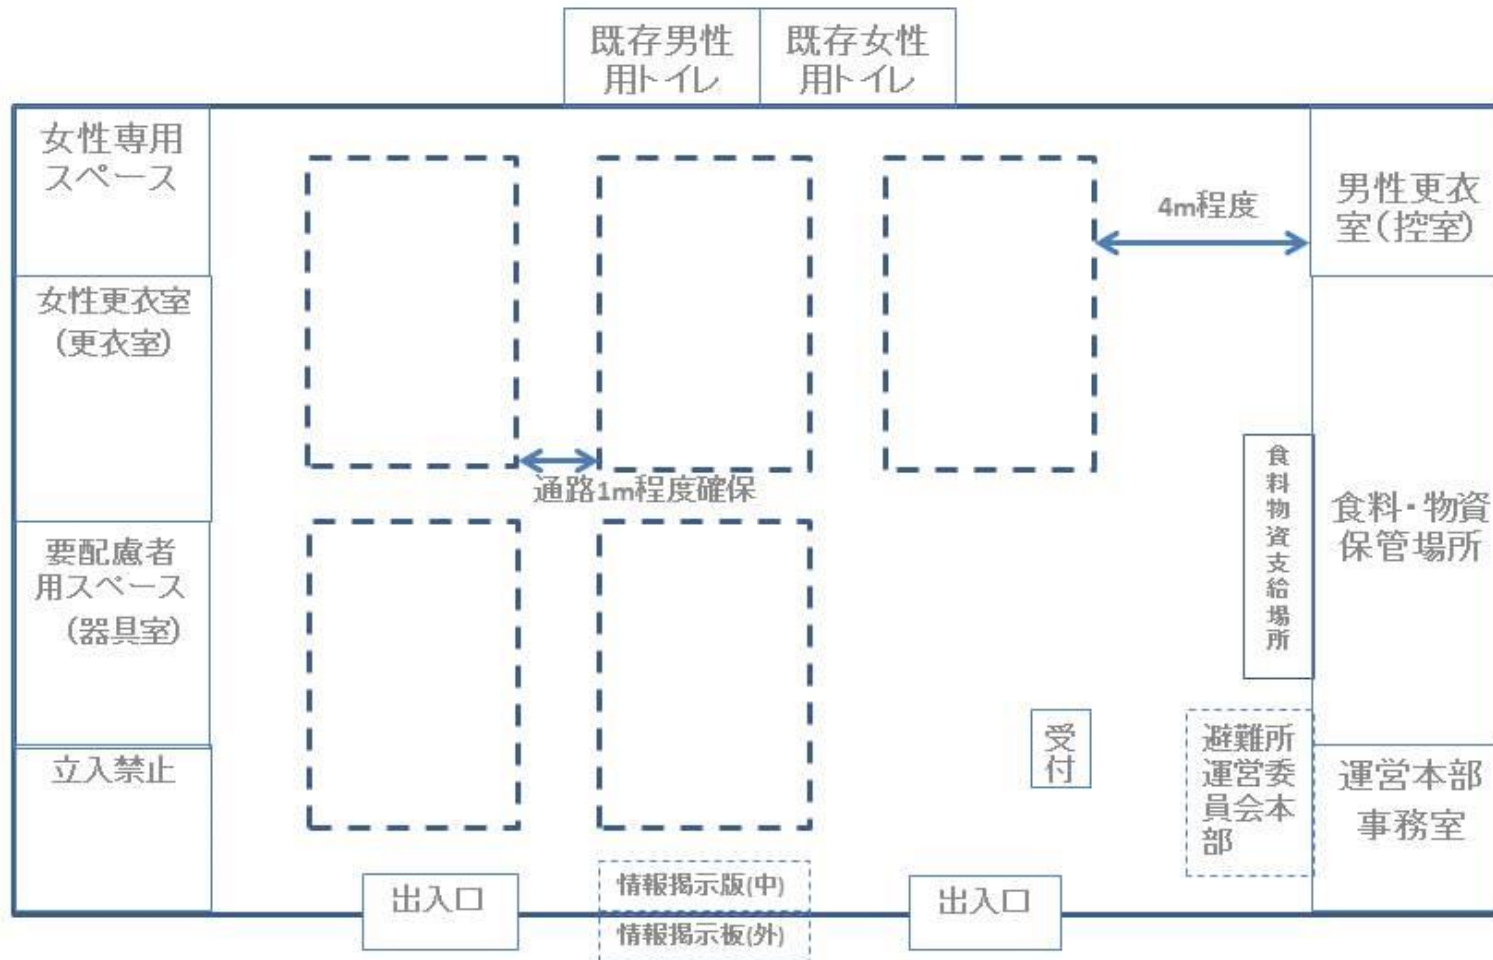 既存男性
用トイレ
既存女性
用トイレ
女性専用
スペース
4m程度
男性更衣
室(控室)
女性更衣室
(更衣室)
通路1m程度確保
食料物資支給場所
食料・物資
保管場所
要配慮者
用スペース
(器具室)
受付
避難所
運営委
員会本
部
運営本部
事務室
立入禁止
出入口
情報掲示版(中)
情報掲示板(外)
出入口